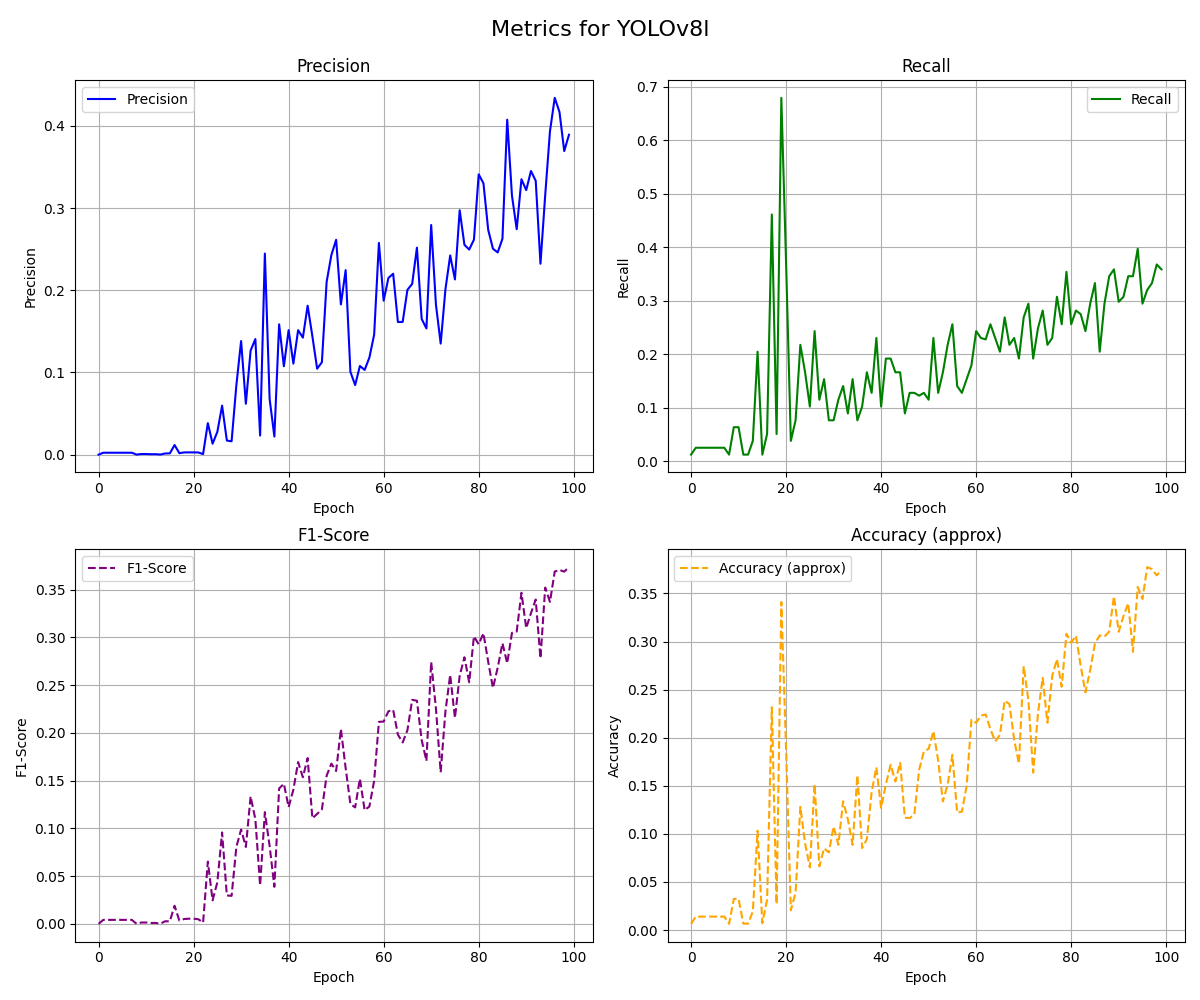 Metrics for YOLOv8l
Precision
Precision
0.4
0.3
0.2
0.1
0.0
Precision
0 20 40 60 80 100
Epoch
Recall
Recall
0.7
0.6
0.5
0.4
0.3
0.2
0.1
0.0
Recall
0 20 40 60 80 100
Epoch
F1-Score
F1-Score
0.35
0.30
0.25
0.20
0.15
0.10
0.05
0.00
F1-Score
0 20 40 60 80 100
Epoch
Accuracy (approx)
Accuracy (approx)
0.35
0.30
0.25
0.20
0.15
0.10
0.05
0.00
Accuracy
0 20 40 60 80 100
Epoch